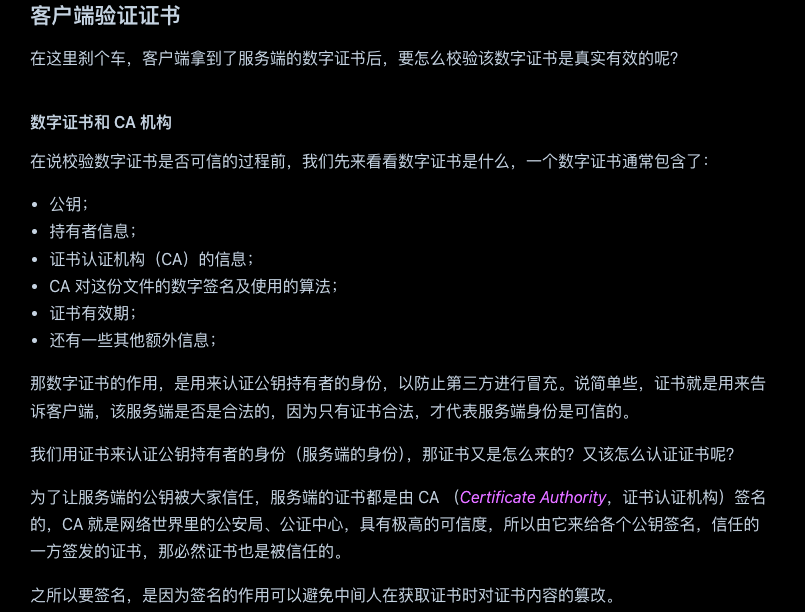 客户端验证证书
在这里刹个车，客户端拿到了服务端的数字证书后，要怎么校验该数字证书是真实有效的呢？
数字证书和 CA 机构
在说校验数字证书是否可信的过程前，我们先来看看数字证书是什么，一个数字证书通常包含了：
• 公钥；
• 持有者信息；
• 证书认证机构（CA）的信息；
• CA 对这份文件的数字签名及使用的算法；
• 证书有效期；
• 还有一些其他额外信息；
那数字证书的作用，是用来认证公钥持有者的身份，以防止第三方进行冒充。说简单些，证书就是用来告
诉客户端，该服务端是否是合法的，因为只有证书合法，才代表服务端身份是可信的。
我们用证书来认证公钥持有者的身份（服务端的身份），那证书又是怎么来的？又该怎么认证证书呢？
为了让服务端的公钥被大家信任，服务端的证书都是由 CA （Certificate Authority，证书认证机构）签名
的，CA 就是网络世界里的公安局、公证中心，具有极高的可信度，所以由它来给各个公钥签名，信任的
一方签发的证书，那必然证书也是被信任的。
之所以要签名，是因为签名的作用可以避免中间人在获取证书时对证书内容的篡改。